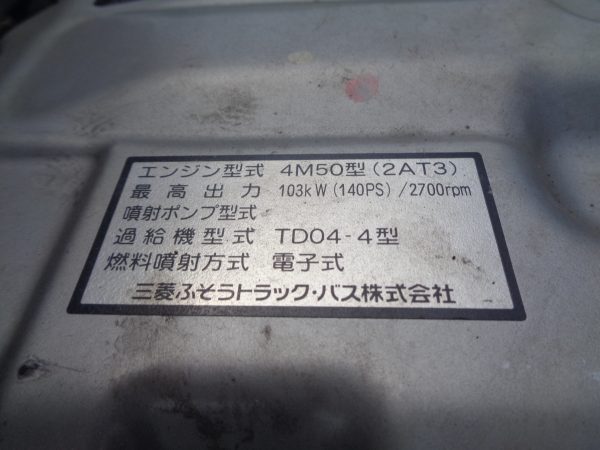 エンジン型式 4M50型(2AT3)
最高出力 103kW(140PS)/2700rpm
噴射ポンプ型式
過給機型式 TD04-4型
燃料噴射方式 電子式
三菱ふそうトラック・バス株式会社